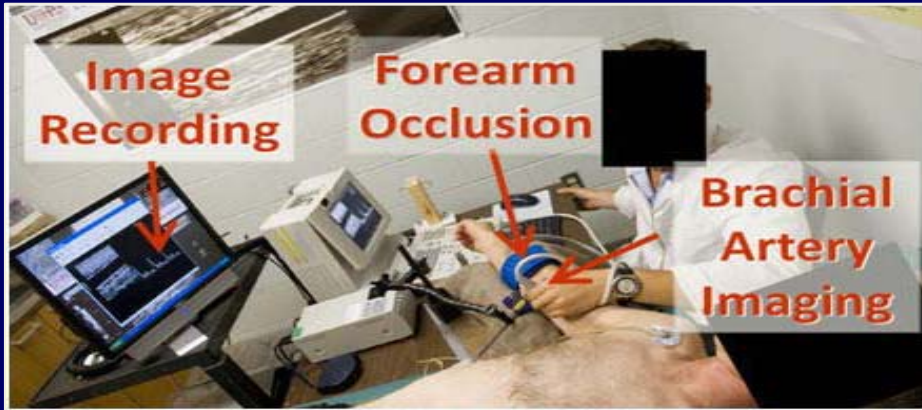 Image
Recording
Forearm
Occlusion
Brachial
Artery
Imaging